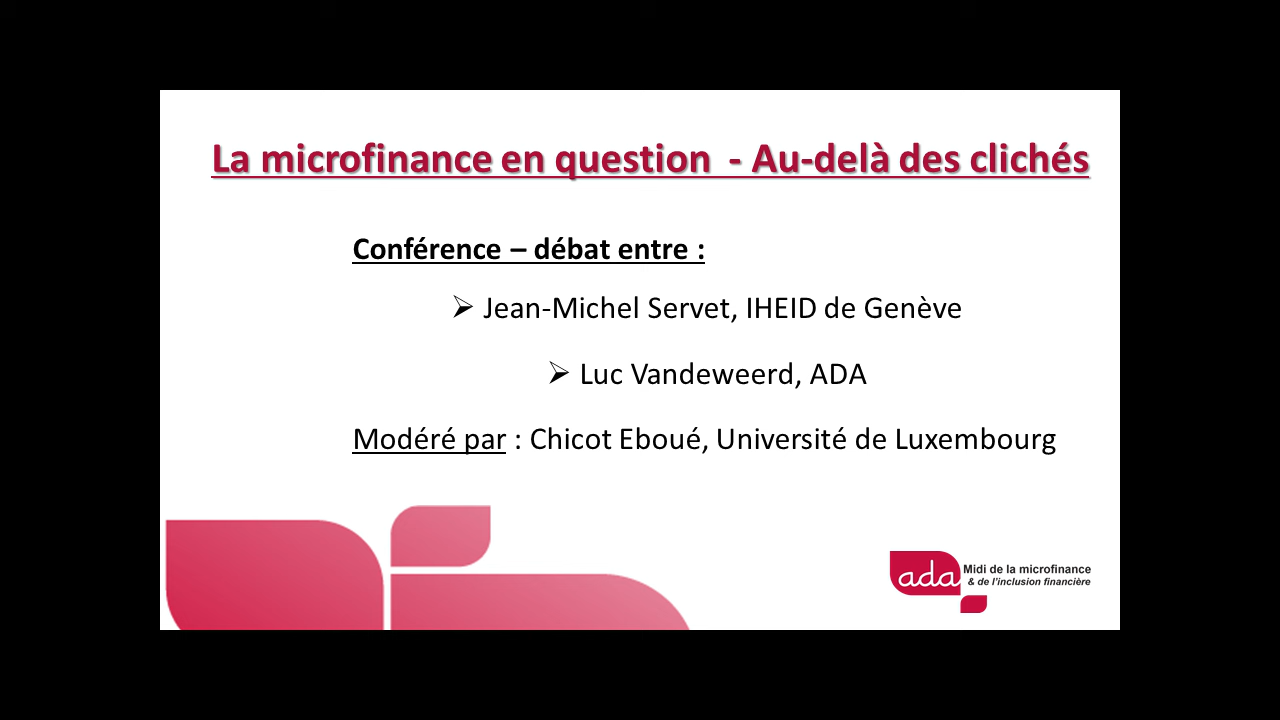 La microfinance en question - Au-delà des clichés
Conférence – débat entre :
➢ Jean-Michel Servet, IHEID de Genève
➢ Luc Vandeweerd, ADA
Modéré par : Chicot Eboué, Université de Luxembourg
ada Midi de la microfinance
& de l'inclusion financière